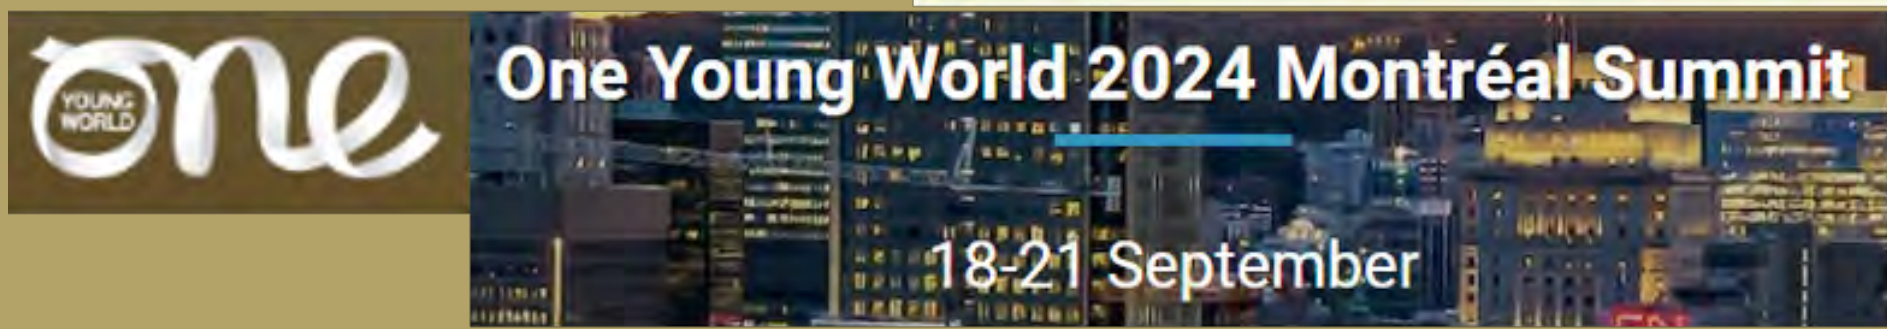 one
YOUNG
WORLD
One Young World 2024 Montréal Summit
18-21 September